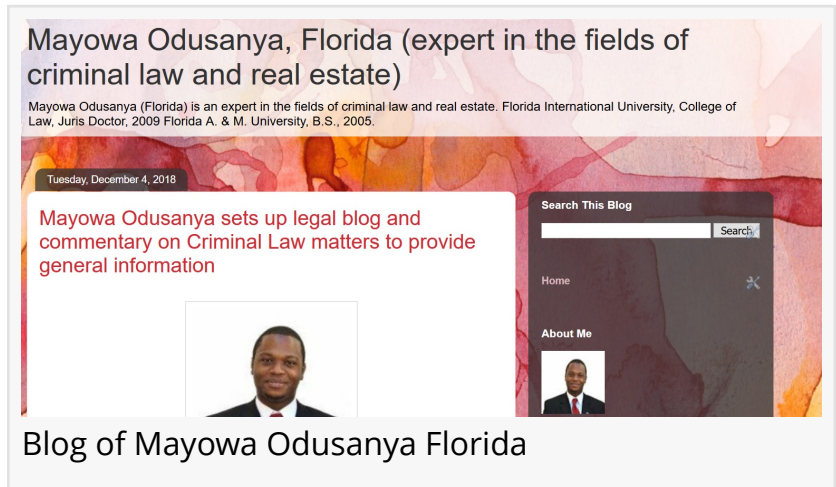 Mayowa Odusanya, Florida (expert in the fields of
criminal law and real estate)
Mayowa Odusanya (Florida) is an expert in the fields of criminal law and real estate. Florida International University, College of
Law, Juris Doctor, 2009 Florida A. & M. University, B.S., 2005.
Tuesday, December 4, 2018
Mayowa Odusanya sets up legal blog and
commentary on Criminal Law matters to provide
general information
Search This Blog
Search
Home
About Me
Blog of Mayowa Odusanya Florida